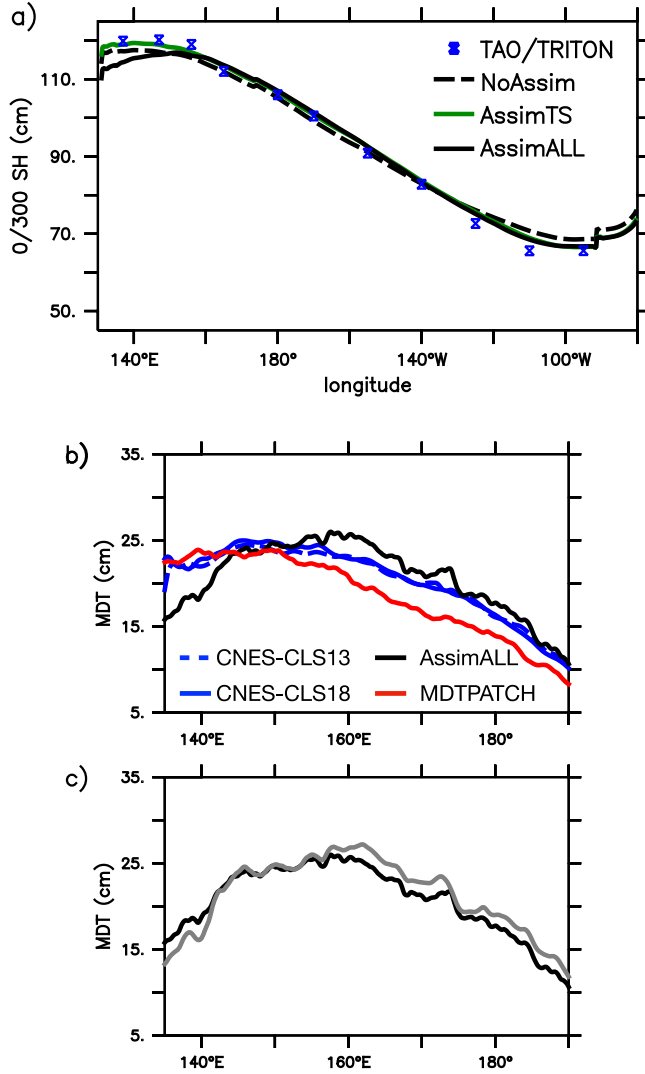 a)
TAO/TRITON
NoAssim
AssimTS
AssimALL
0/300 SH (cm)
110.
90.
70.
50.
140°E 180° 140°W 100°W
longitude
b)
35.
25.
15.
5.
MDT (cm)
CNES-CLS13 AssimALL
CNES-CLS18 MDTPATCH
140°E 160°E 180°
c)
35.
25.
15.
5.
MDT (cm)
140°E 160°E 180°